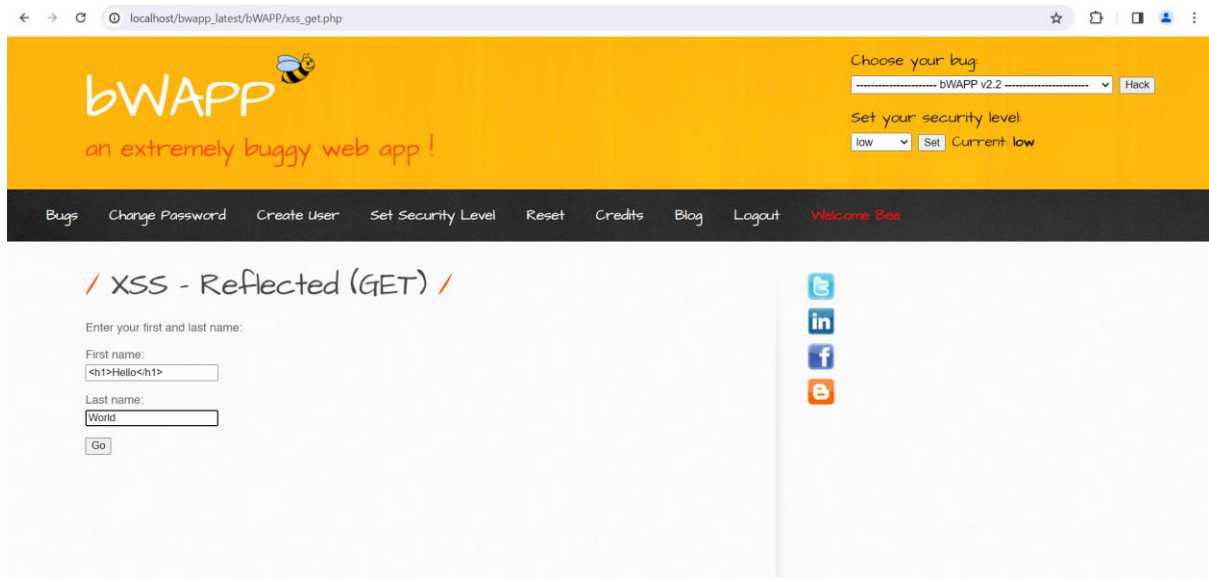 localhost/bwapp_latest/bWAPP/xss_get.php
bWAPP
an extremely buggy web app !
Choose your bug:
---------------------- bWAPP v2.2 -----------------------
Hack
Set your security level:
low Set Current: low
Bugs Change Password Create User Set Security Level Reset Credits Blog Logout Welcome Bee
/ XSS - Reflected (GET) /
Enter your first and last name:
First name:
<h1>Hello</h1>
Last name:
World
Go
in
f